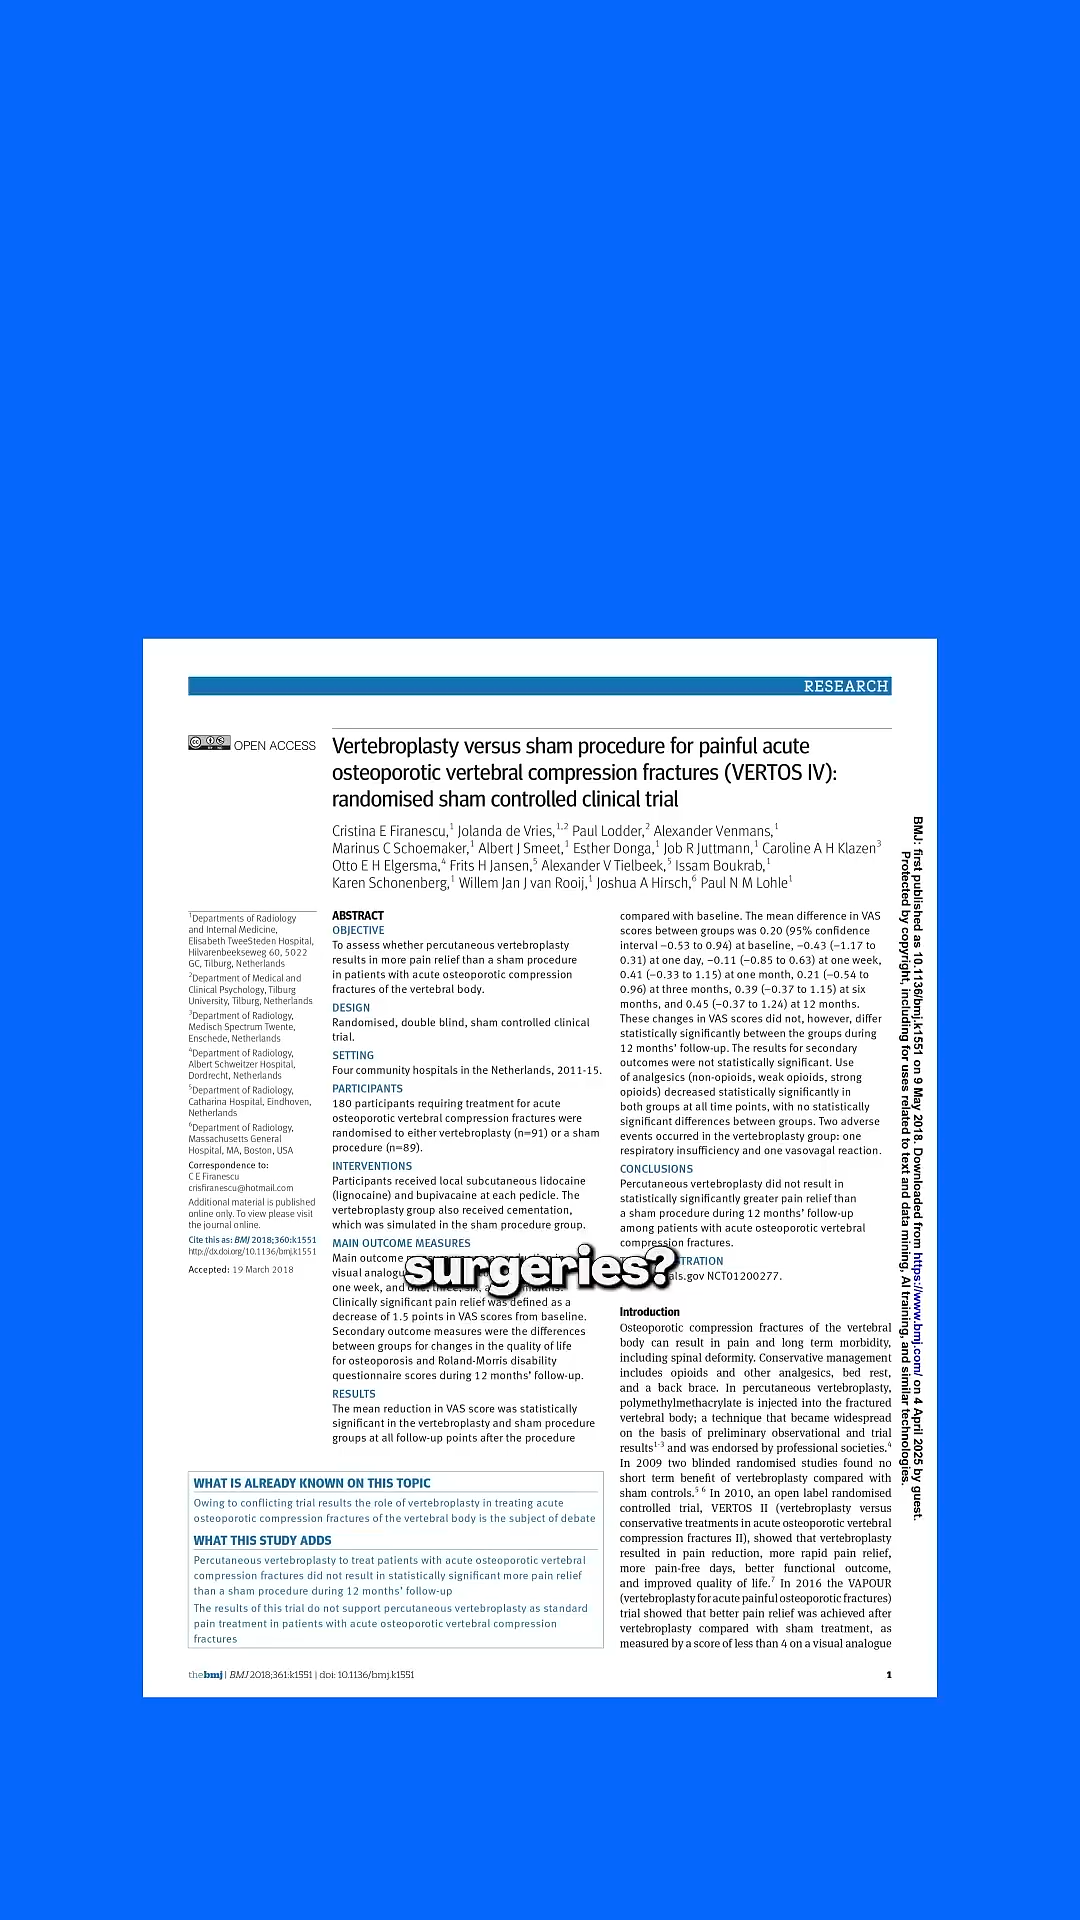 RESEARCH
OPEN ACCESS
Vertebroplasty versus sham procedure for painful acute
osteoporotic vertebral compression fractures (VERTOS IV):
randomised sham controlled clinical trial
Cristina E Firanescu,1 Jolanda de Vries,1,2 Paul Lodder,2 Alexander Venmans,1
Marinus C Schoemaker,1 Albert J Smeet,1 Esther Donga,1 Job R Juttmann,1 Caroline A H Klazen3
Otto E H Elgersma,4 Frits H Jansen,5 Alexander V Tielbeek,5 Issam Boukrab,1
Karen Schonenberg,1 Willem Jan J van Rooij,1 Joshua A Hirsch,6 Paul N M Lohle1
1Departments of Radiology
and Internal Medicine,
Elisabeth TweeSteden Hospital,
Hilvarenbeekseweg 60, 5022
GC, Tilburg, Netherlands
2Department of Medical and
Clinical Psychology, Tilburg
University, Tilburg, Netherlands
3Department of Radiology,
Medisch Spectrum Twente,
Enschede, Netherlands
4Department of Radiology,
Albert Schweitzer Hospital,
Dordrecht, Netherlands
5Department of Radiology,
Catharina Hospital, Eindhoven,
Netherlands
6Department of Radiology,
Massachusetts General
Hospital, MA, Boston, USA
Correspondence to:
C E Firanescu
crisfiranescu@hotmail.com
Additional material is published
online only. To view please visit
the journal online.
Cite this as: BMJ 2018;360:k1551
http://dx.doi.org/10.1136/bmj.k1551
Accepted: 19 March 2018
ABSTRACT
OBJECTIVE
To assess whether percutaneous vertebroplasty
results in more pain relief than a sham procedure
in patients with acute osteoporotic compression
fractures of the vertebral body.
DESIGN
Randomised, double blind, sham controlled clinical
trial.
SETTING
Four community hospitals in the Netherlands, 2011-15.
PARTICIPANTS
180 participants requiring treatment for acute
osteoporotic vertebral compression fractures were
randomised to either vertebroplasty (n=91) or a sham
procedure (n=89).
INTERVENTIONS
Participants received local subcutaneous lidocaine
(lignocaine) and bupivacaine at each pedicle. The
vertebroplasty group also received cementation,
which was simulated in the sham procedure group.
MAIN OUTCOME MEASURES
Main outcome
visual
surgeries?
one week, and
Clinically significant pain relief was defined as a
decrease of 1.5 points in VAS scores from baseline.
Secondary outcome measures were the differences
between groups for changes in the quality of life
for osteoporosis and Roland-Morris disability
questionnaire scores during 12 months' follow-up.
RESULTS
The mean reduction in VAS score was statistically
significant in the vertebroplasty and sham procedure
groups at all follow-up points after the procedure
compared with baseline. The mean difference in VAS
scores between groups was 0.20 (95% confidence
interval −0.53 to 0.94) at baseline, −0.43 (−1.17 to
0.31) at one day, −0.11 (−0.85 to 0.63) at one week,
0.41 (−0.33 to 1.15) at one month, 0.21 (−0.54 to
0.96) at three months, 0.39 (−0.37 to 1.15) at six
months, and 0.45 (−0.37 to 1.24) at 12 months.
These changes in VAS scores did not, however, differ
statistically significantly between the groups during
12 months' follow-up. The results for secondary
outcomes were not statistically significant. Use
of analgesics (non-opioids, weak opioids, strong
opioids) decreased statistically significantly in
both groups at all time points, with no statistically
significant differences between groups. Two adverse
events occurred in the vertebroplasty group: one
respiratory insufficiency and one vasovagal reaction.
CONCLUSIONS
Percutaneous vertebroplasty did not result in
statistically significantly greater pain relief than
a sham procedure during 12 months' follow-up
among patients with acute osteoporotic vertebral
compression fractures.
NCT01200277.
Introduction
Osteoporotic compression fractures of the vertebral
body can result in pain and long term morbidity,
including spinal deformity. Conservative management
includes opioids and other analgesics, bed rest,
and a back brace. In percutaneous vertebroplasty,
polymethylmethacrylate is injected into the fractured
vertebral body; a technique that became widespread
on the basis of preliminary observational and trial
results1-3 and was endorsed by professional societies.4
In 2009 two blinded randomised studies found no
short term benefit of vertebroplasty compared with
sham controls.5 6 In 2010, an open label randomised
controlled trial, VERTOS II (vertebroplasty versus
conservative treatments in acute osteoporotic vertebral
compression fractures II), showed that vertebroplasty
resulted in pain reduction, more rapid pain relief,
more pain-free days, better functional outcome,
and improved quality of life.7 In 2016 the VAPOUR
(vertebroplasty for acute painful osteoporotic fractures)
trial showed that better pain relief was achieved after
vertebroplasty compared with sham treatment, as
measured by a score of less than 4 on a visual analogue
WHAT IS ALREADY KNOWN ON THIS TOPIC
Owing to conflicting trial results the role of vertebroplasty in treating acute
osteoporotic compression fractures of the vertebral body is the subject of debate
WHAT THIS STUDY ADDS
Percutaneous vertebroplasty to treat patients with acute osteoporotic vertebral
compression fractures did not result in statistically significant more pain relief
than a sham procedure during 12 months' follow-up
The results of this trial do not support percutaneous vertebroplasty as standard
pain treatment in patients with acute osteoporotic vertebral compression
fractures
thebmj | BMJ 2018;361:k1551 | doi: 10.1136/bmj.k1551
1
BMJ: first published as 10.1136/bmj.k1551 on 9 May 2018. Downloaded from https://www.bmj.com/ on 4 April 2025 by guest.
Protected by copyright, including for uses related to text and data mining, AI training, and similar technologies.